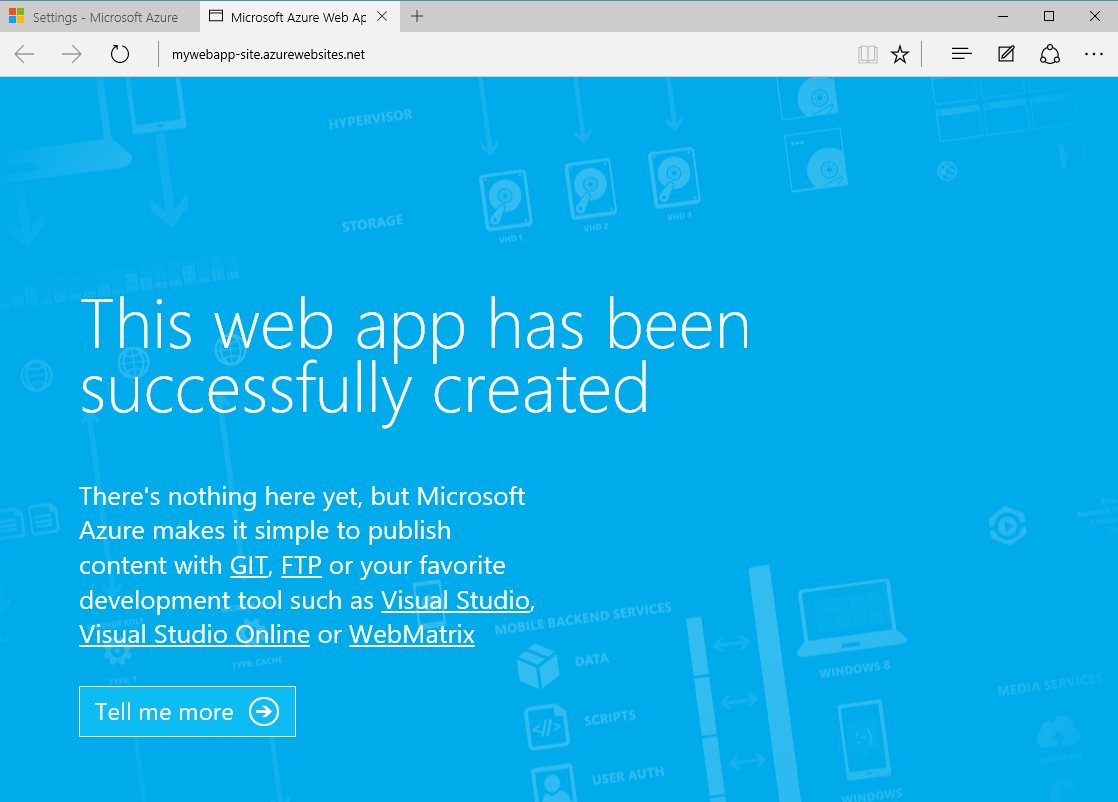 Settings - Microsoft Azure
Microsoft Azure Web Ap
mywebapp-site.azurewebsites.net
HYPERVISOR
STORAGE
VHD 1
VHD 2
VHD 3
3
This web app has been
successfully created
There's nothing here yet, but Microsoft
Azure makes it simple to publish
content with GIT, FTP or your favorite
development tool such as Visual Studio,
Visual Studio Online or WebMatrix
TYPE: CACHE
TYPE: Y
Tell me more
MOBILE BACKEND SERVICES
DATA
SCRIPTS
USER AUTH
WINDOWS 8
MEDIA SERVICES
:-)
WINDOWS